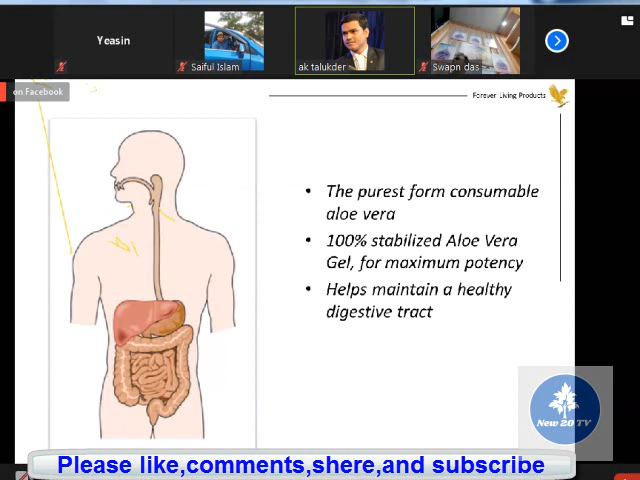 Yeasin
Saiful Islam
ak talukder
Swapn das
on Facebook
Forever Living Products
• The purest form consumable
aloe vera
• 100% stabilized Aloe Vera
Gel, for maximum potency
• Helps maintain a healthy
digestive tract
New 20 TV
Please like,comments,shere,and subscribe